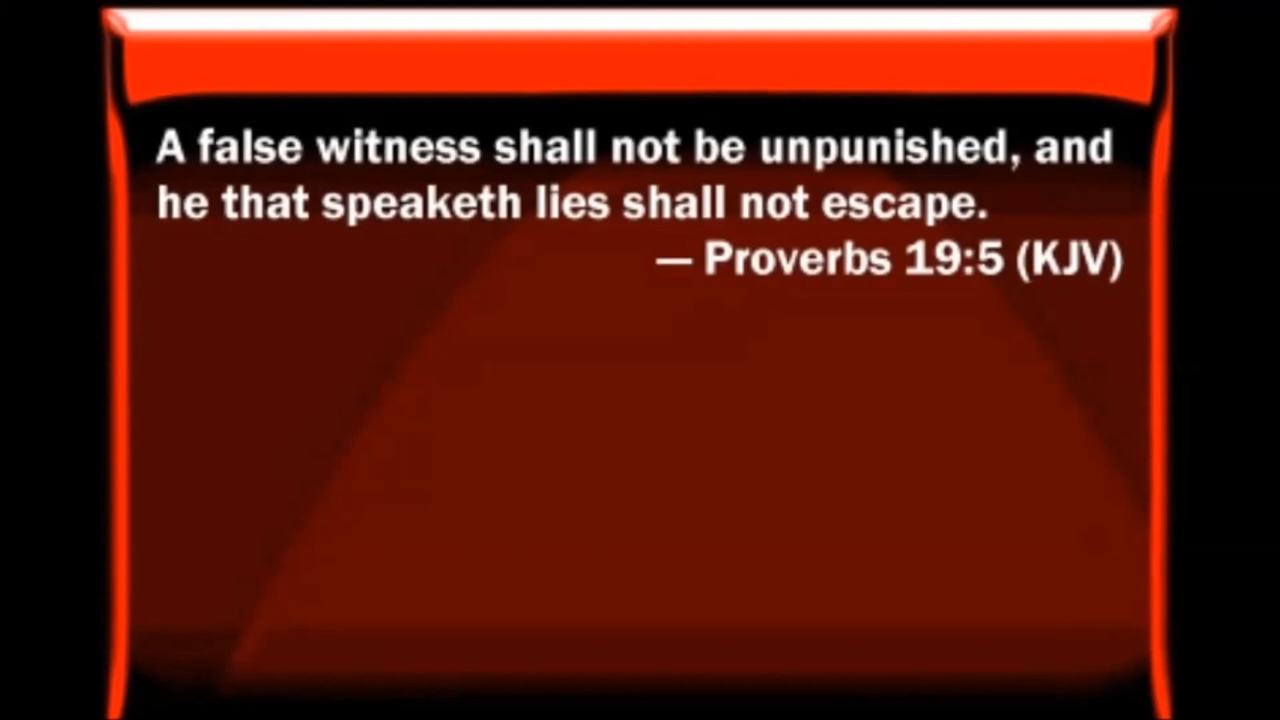 A false witness shall not be unpunished, and
he that speaketh lies shall not escape.
— Proverbs 19:5 (KJV)